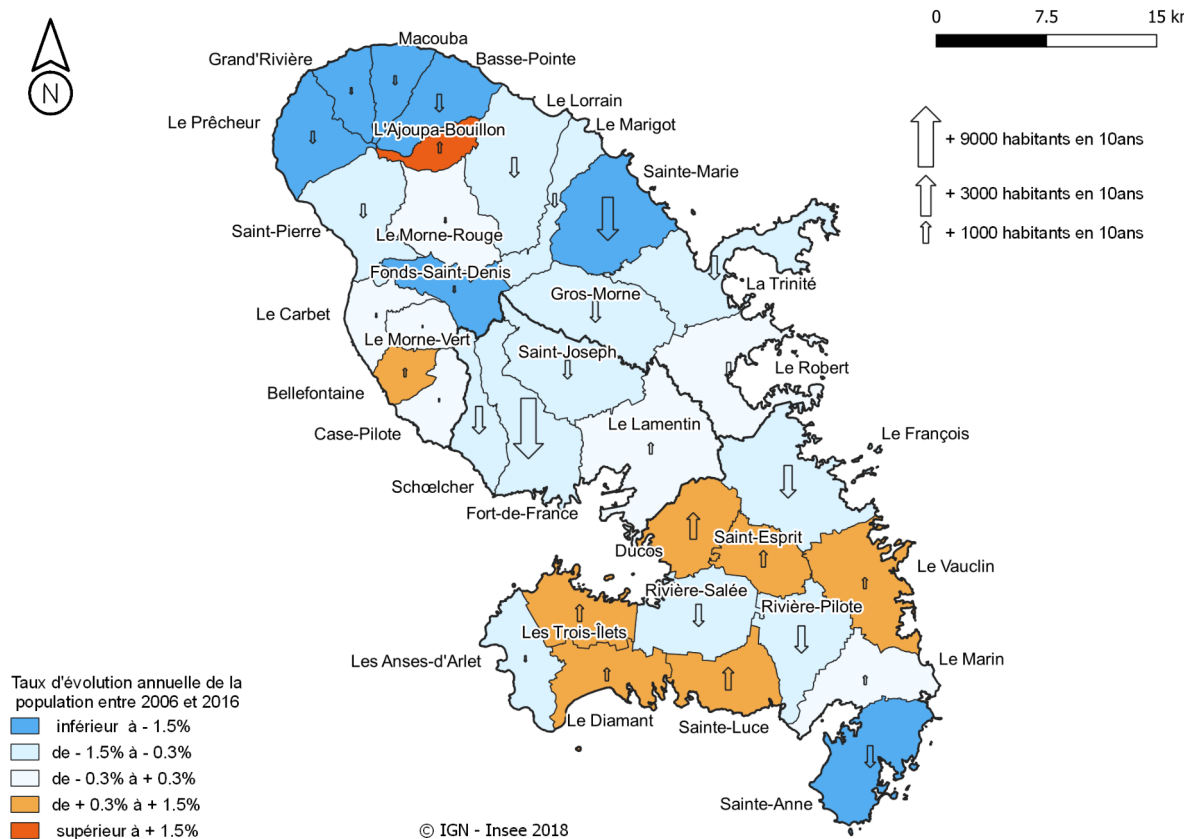 0 7.5 15 km
N
Macouba
Grand'Rivière
Basse-Pointe
Le Lorrain
Le Prêcheur
L'Ajoupa-Bouillon
Le Marigot
Sainte-Marie
+ 9000 habitants en 10ans
+ 3000 habitants en 10ans
+ 1000 habitants en 10ans
Saint-Pierre
Le Morne-Rouge
Fonds-Saint-Denis
La Trinité
Gros-Morne
Le Carbet
Le Morne-Vert
Saint-Joseph
Le Robert
Bellefontaine
Case-Pilote
Le Lamentin
Le François
Schœlcher
Fort-de-France
Ducos
Saint-Esprit
Le Vauclin
Rivière-Salée
Rivière-Pilote
Les Trois-Îlets
Les Anses-d'Arlet
Le Marin
Le Diamant
Sainte-Luce
Sainte-Anne
Taux d'évolution annuelle de la
population entre 2006 et 2016
inférieur à - 1.5%
de - 1.5% à - 0.3%
de - 0.3% à + 0.3%
de + 0.3% à + 1.5%
supérieur à + 1.5%
© IGN - Insee 2018